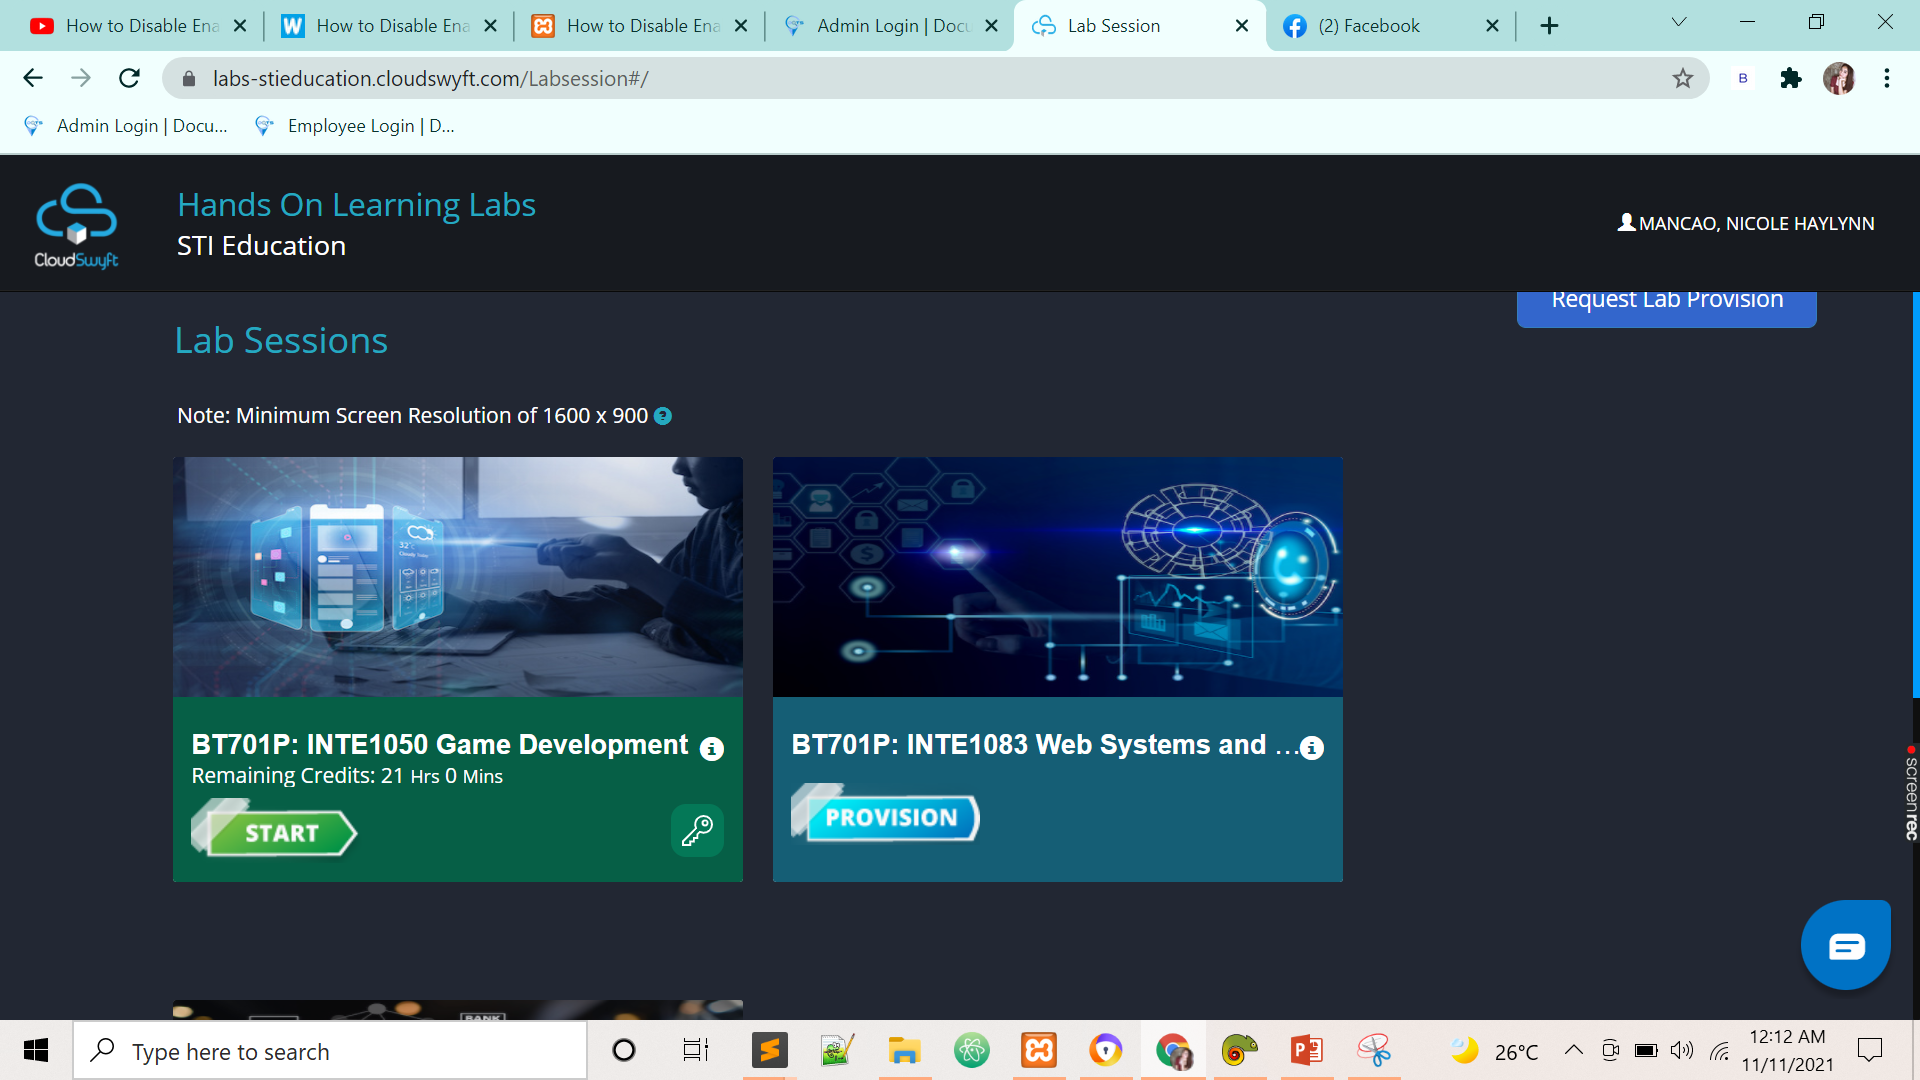 How to Disable Ena
How to Disable Ena
How to Disable Ena
Admin Login | Docu
Lab Session
(2) Facebook
labs-stieducation.cloudswyft.com/Labsession#/
B
Admin Login | Docu...
Employee Login | D...
CloudSwyft
Hands On Learning Labs
STI Education
MANCAO, NICOLE HAYLYNN
Request Lab Provision
Lab Sessions
Note: Minimum Screen Resolution of 1600 x 900 ?
BT701P: INTE1050 Game Development
Remaining Credits: 21 Hrs 0 Mins
START
BT701P: INTE1083 Web Systems and ...
PROVISION
screenrec
BANK
Type here to search
26°C
12:12 AM
11/11/2021